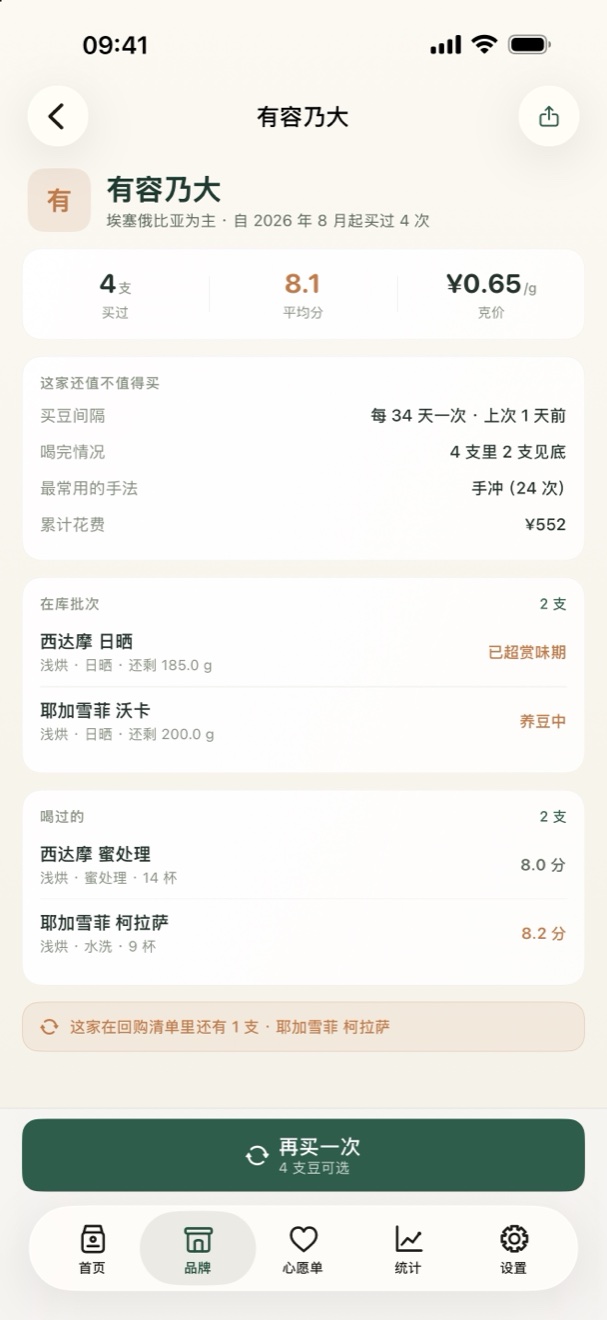 09:41
有容乃大
有
有容乃大
埃塞俄比亚为主 · 自 2026 年 8 月起买过 4 次
4支
8.1
¥0.65/g
买过
平均分
克价
这家还值不值得买
买豆间隔
每 34 天一次 · 上次 1 天前
喝完情况
4 支里 2 支见底
最常用的手法
手冲 (24 次)
累计花费
¥552
在库批次
2 支
西达摩 日晒
浅烘 · 日晒 · 还剩 185.0 g
已超赏味期
耶加雪菲 沃卡
浅烘 · 日晒 · 还剩 200.0 g
养豆中
喝过的
2 支
西达摩 蜜处理
浅烘 · 蜜处理 · 14 杯
8.0 分
耶加雪菲 柯拉萨
浅烘 · 水洗 · 9 杯
8.2 分
这家在回购清单里还有 1 支 · 耶加雪菲 柯拉萨
再买一次
4 支豆可选
首页
品牌
心愿单
统计
设置